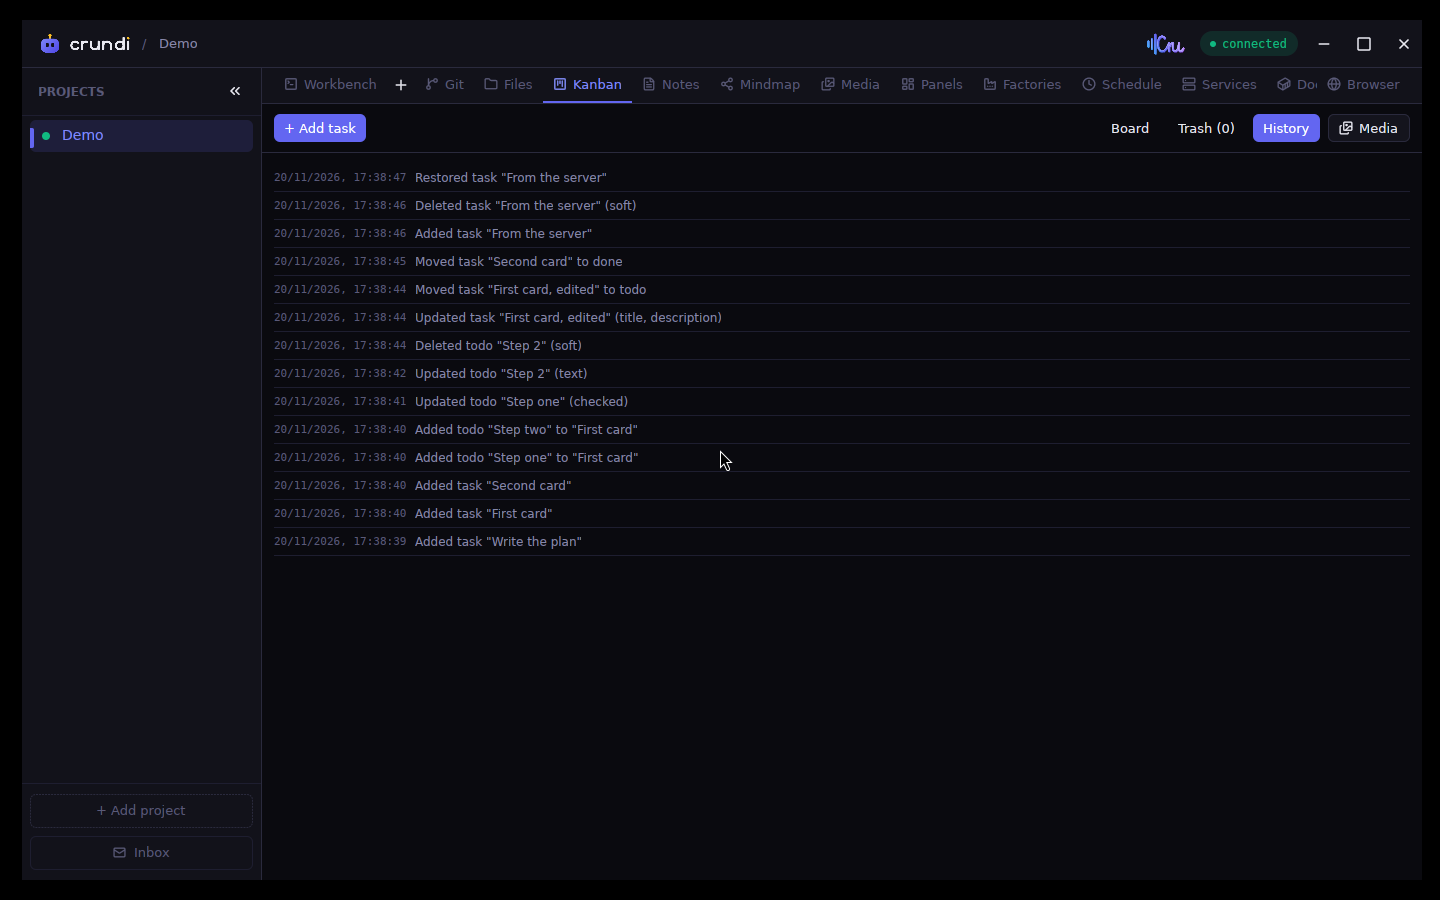 crundi / Demo
Cru
connected
PROJECTS
Workbench + Git Files Kanban Notes Mindmap Media Panels Factories Schedule Services Do Browser
Demo
+ Add task Board Trash (0) History Media
20/11/2026, 17:38:47 Restored task "From the server"
20/11/2026, 17:38:46 Deleted task "From the server" (soft)
20/11/2026, 17:38:46 Added task "From the server"
20/11/2026, 17:38:45 Moved task "Second card" to done
20/11/2026, 17:38:44 Moved task "First card, edited" to todo
20/11/2026, 17:38:44 Updated task "First card, edited" (title, description)
20/11/2026, 17:38:44 Deleted todo "Step 2" (soft)
20/11/2026, 17:38:42 Updated todo "Step 2" (text)
20/11/2026, 17:38:41 Updated todo "Step one" (checked)
20/11/2026, 17:38:40 Added todo "Step two" to "First card"
20/11/2026, 17:38:40 Added todo "Step one" to "First card"
20/11/2026, 17:38:40 Added task "Second card"
20/11/2026, 17:38:40 Added task "First card"
20/11/2026, 17:38:39 Added task "Write the plan"
+ Add project
Inbox